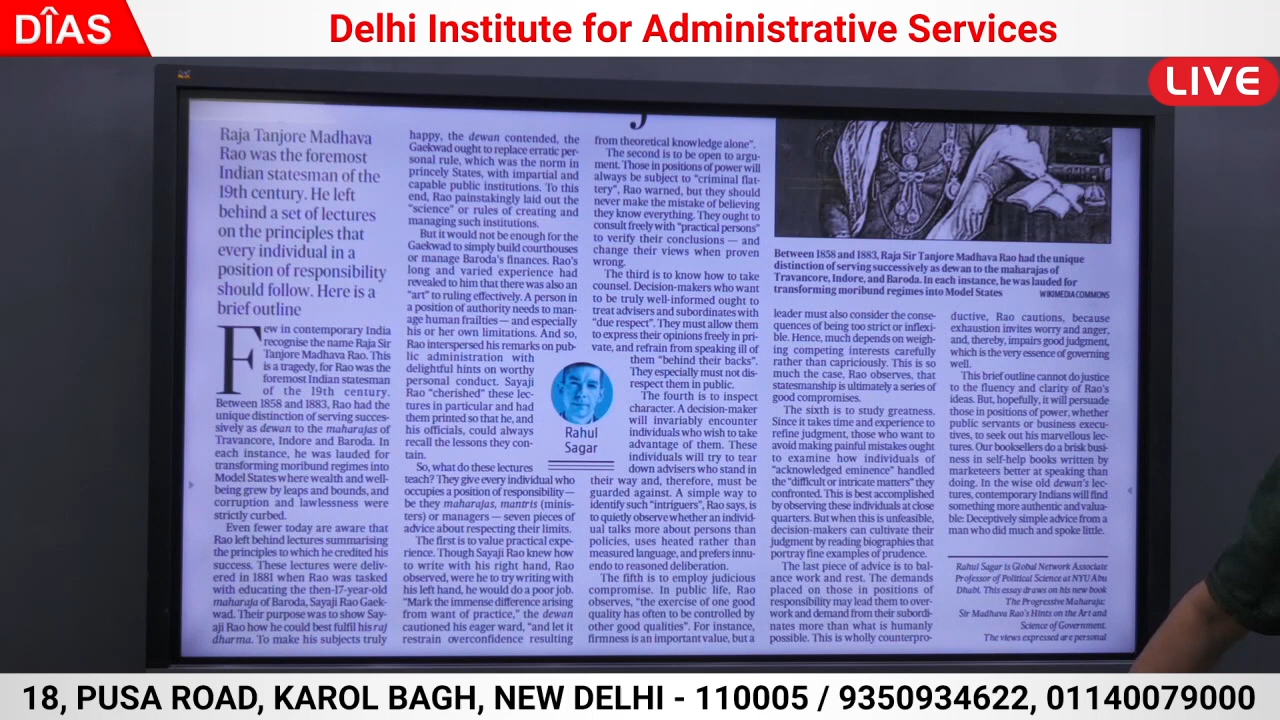 DÎAS
Delhi Institute for Administrative Services
LIVE
Raja Tanjore Madhava
Rao was the foremost
Indian statesman of the
19th century. He left
behind a set of lectures
on the principles that
every individual in a
position of responsibility
should follow. Here is a
brief outline
Few in contemporary India
recognise the name Raja Sir
Tanjore Madhava Rao. This
is a tragedy, for Rao was the
foremost Indian statesman
of the 19th century.
Between 1858 and 1883, Rao had the
unique distinction of serving succes-
sively as dewan to the maharajas of
Travancore, Indore and Baroda. In
each instance, he was lauded for
transforming moribund regimes into
Model States where wealth and well-
being grew by leaps and bounds, and
corruption and lawlessness were
strictly curbed.
Even fewer today are aware that
Rao left behind lectures summarising
the principles to which he credited his
success. These lectures were deliv-
ered in 1881 when Rao was tasked
with educating the then-17-year-old
maharaja of Baroda, Sayaji Rao Gaek-
wad. Their purpose was to show Say-
aji Rao how he could best fulfil his raj
dharma. To make his subjects truly
happy, the dewan contended, the
Gaekwad ought to replace erratic per-
sonal rule, which was the norm in
princely States, with impartial and
capable public institutions. To this
end, Rao painstakingly laid out the
"science" or rules of creating and
managing such institutions.
But it would not be enough for the
Gaekwad to simply build courthouses
or manage Baroda's finances. Rao's
long and varied experience had
revealed to him that there was also an
"art" to ruling effectively. A person in
a position of authority needs to man-
age human frailties — and especially
his or her own limitations. And so,
Rao interspersed his remarks on pub-
lic administration with
delightful hints on worthy
personal conduct. Sayaji
Rao "cherished" these lec-
tures in particular and had
them printed so that he, and
his officials, could always
recall the lessons they con-
tain.
So, what do these lectures
teach? They give every individual who
occupies a position of responsibility —
be they maharajas, mantris (minis-
ters) or managers — seven pieces of
advice about respecting their limits.
The first is to value practical expe-
rience. Though Sayaji Rao knew how
to write with his right hand, Rao
observed, were he to try writing with
his left hand, he would do a poor job.
"Mark the immense difference arising
from want of practice," the dewan
cautioned his eager ward, "and let it
restrain overconfidence resulting
from theoretical knowledge alone".
The second is to be open to argu-
ment. Those in positions of power will
always be subject to "criminal flat-
tery", Rao warned, but they should
never make the mistake of believing
they know everything. They ought to
consult freely with "practical persons"
to verify their conclusions — and
change their views when proven
wrong.
The third is to know how to take
counsel. Decision-makers who want
to be truly well-informed ought to
treat advisers and subordinates with
"due respect". They must allow them
to express their opinions freely in pri-
vate, and refrain from speaking ill of
them "behind their backs".
They especially must not dis-
respect them in public.
The fourth is to inspect
character. A decision-maker
will invariably encounter
individuals who wish to take
advantage of them. These
individuals will try to tear
down advisers who stand in
their way and, therefore, must be
guarded against. A simple way to
identify such "intriguers", Rao says, is
to quietly observe whether an individ-
ual talks more about persons than
policies, uses heated rather than
measured language, and prefers innu-
endo to reasoned deliberation.
The fifth is to employ judicious
compromise. In public life, Rao
observes, "the exercise of one good
quality has often to be controlled by
other good qualities". For instance,
firmness is an important value, but a
Rahul
Sagar
Between 1858 and 1883, Raja Sir Tanjore Madhava Rao had the unique
distinction of serving successively as dewan to the maharajas of
Travancore, Indore, and Baroda. In each instance, he was lauded for
transforming moribund regimes into Model States
WIKIMEDIA COMMONS
leader must also consider the conse-
quences of being too strict or inflexi-
ble. Hence, much depends on weigh-
ing competing interests carefully
rather than capriciously. This is so
much the case, Rao observes, that
statesmanship is ultimately a series of
good compromises.
The sixth is to study greatness.
Since it takes time and experience to
refine judgment, those who want to
avoid making painful mistakes ought
to examine how individuals of
"acknowledged eminence" handled
the "difficult or intricate matters" they
confronted. This is best accomplished
by observing these individuals at close
quarters. But when this is unfeasible,
decision-makers can cultivate their
judgment by reading biographies that
portray fine examples of prudence.
The last piece of advice is to bal-
ance work and rest. The demands
placed on those in positions of
responsibility may lead them to over-
work and demand from their subordi-
nates more than what is humanly
possible. This is wholly counterpro-
ductive, Rao cautions, because
exhaustion invites worry and anger,
and, thereby, impairs good judgment,
which is the very essence of governing
well.
This brief outline cannot do justice
to the fluency and clarity of Rao's
ideas. But, hopefully, it will persuade
those in positions of power, whether
public servants or business execu-
tives, to seek out his marvellous lec-
tures. Our booksellers do a brisk busi-
ness in self-help books written by
marketeers better at speaking than
doing. In the wise old dewan's lec-
tures, contemporary Indians will find
something more authentic and valua-
ble: Deceptively simple advice from a
man who did much and spoke little.
Rahul Sagar is Global Network Associate
Professor of Political Science at NYU Abu
Dhabi. This essay draws on his new book
The Progressive Maharaja:
Sir Madhava Rao's Hints on the Art and
Science of Government.
The views expressed are personal
18, PUSA ROAD, KAROL BAGH, NEW DELHI - 110005 / 9350934622, 01140079000